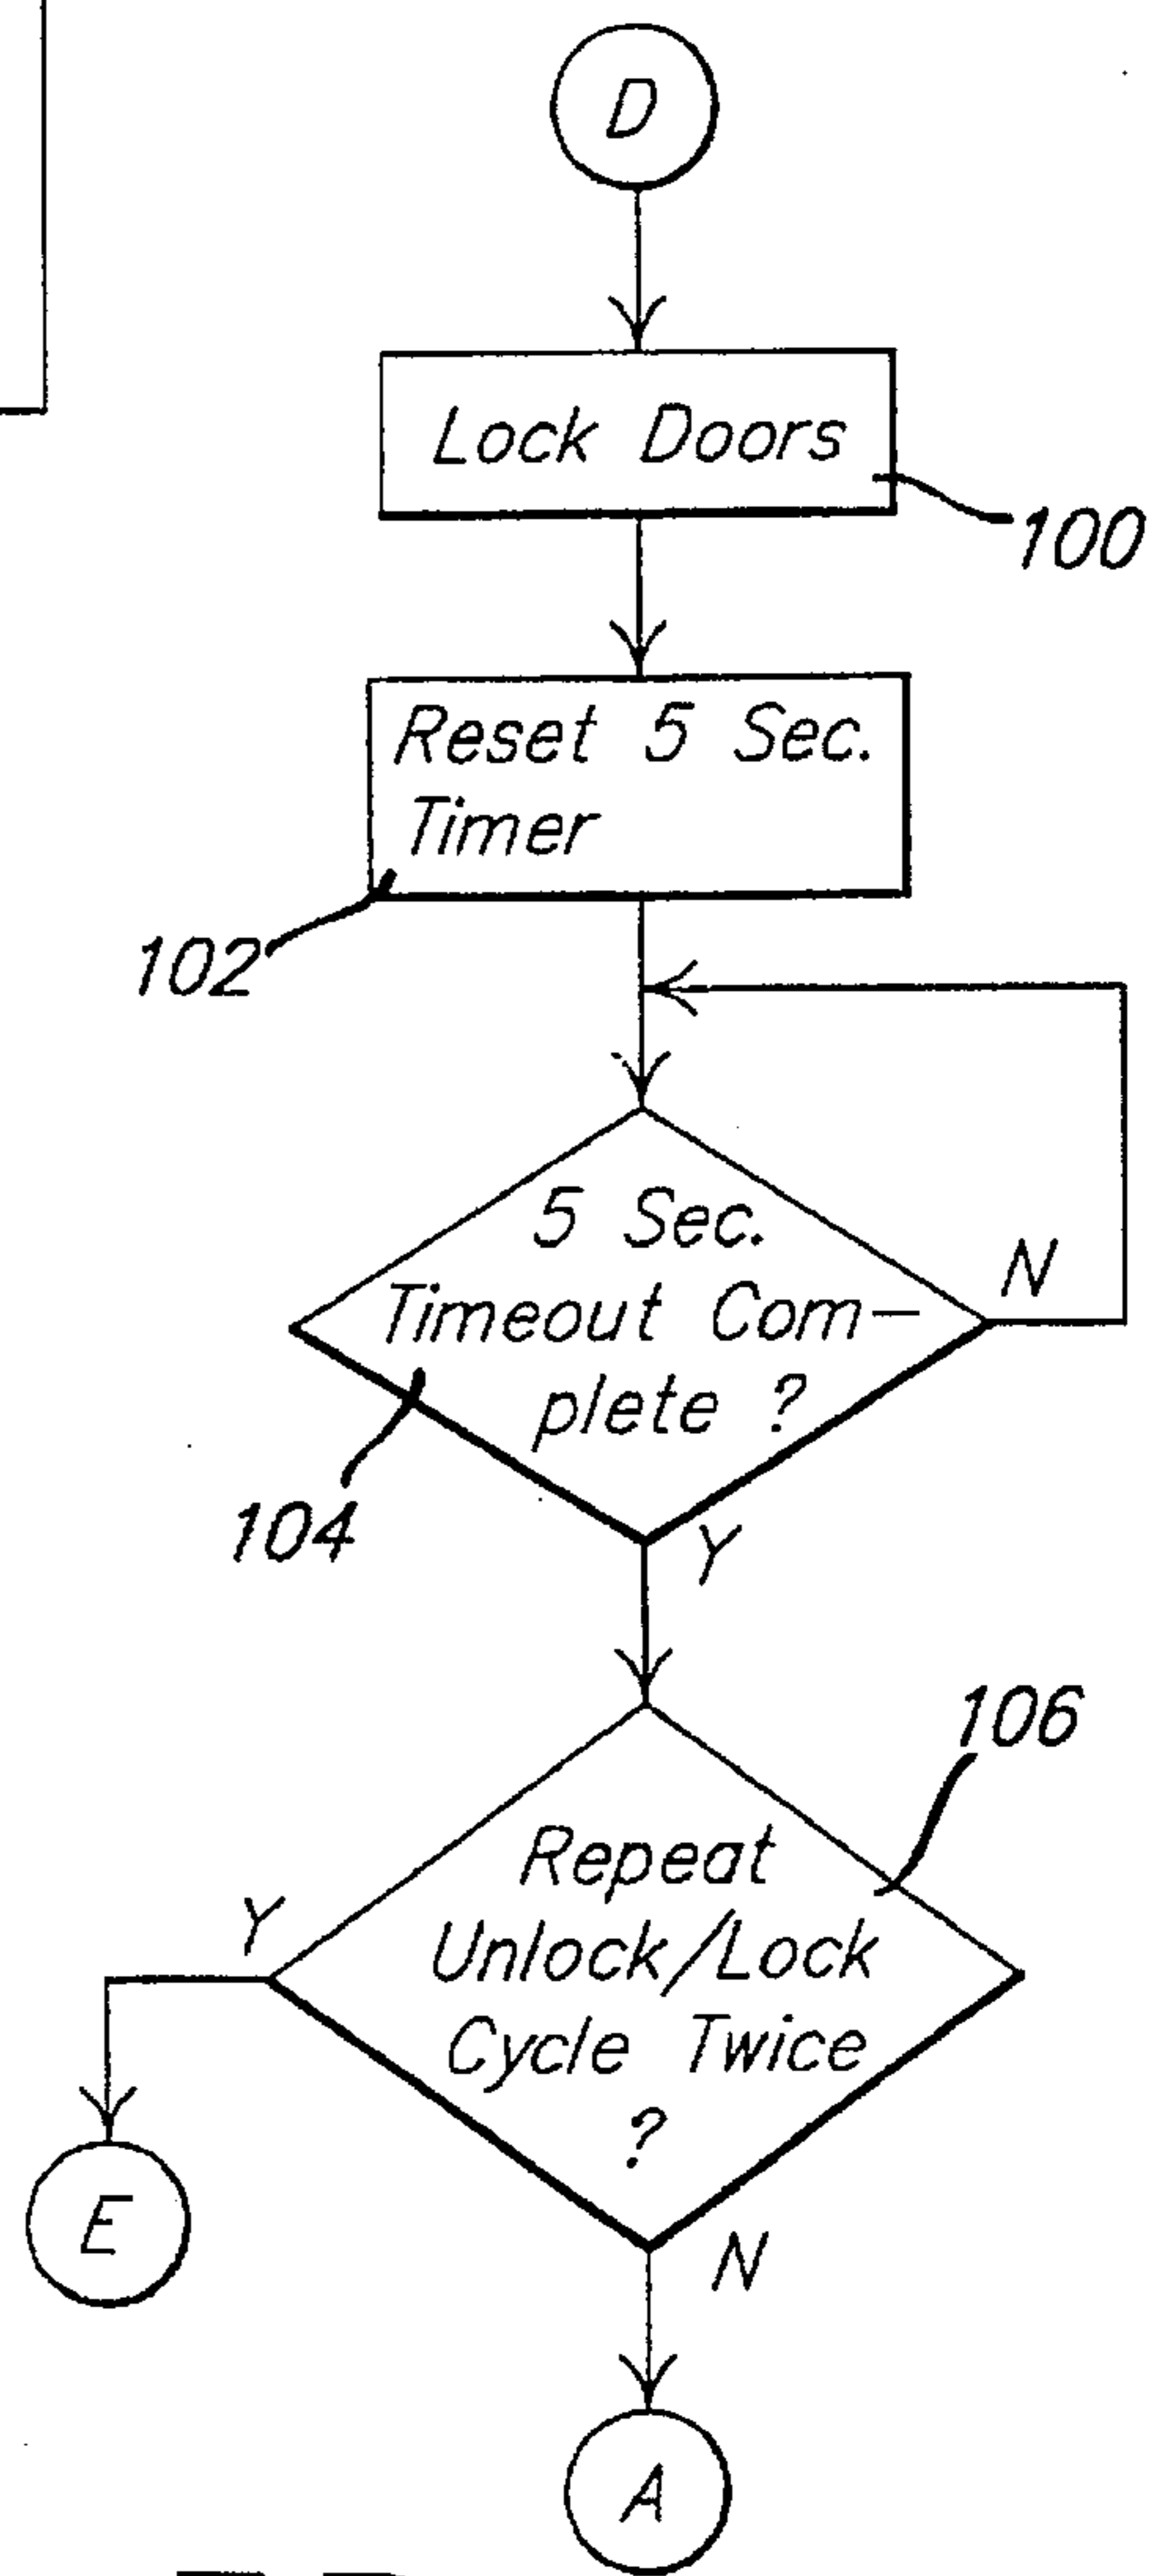 D
Lock Doors
100
Reset 5 Sec.
Timer
102
5 Sec.
Timeout Com-
plete ?
N
104
Y
106
Repeat
Unlock/Lock
Cycle Twice
?
Y
E
N
A